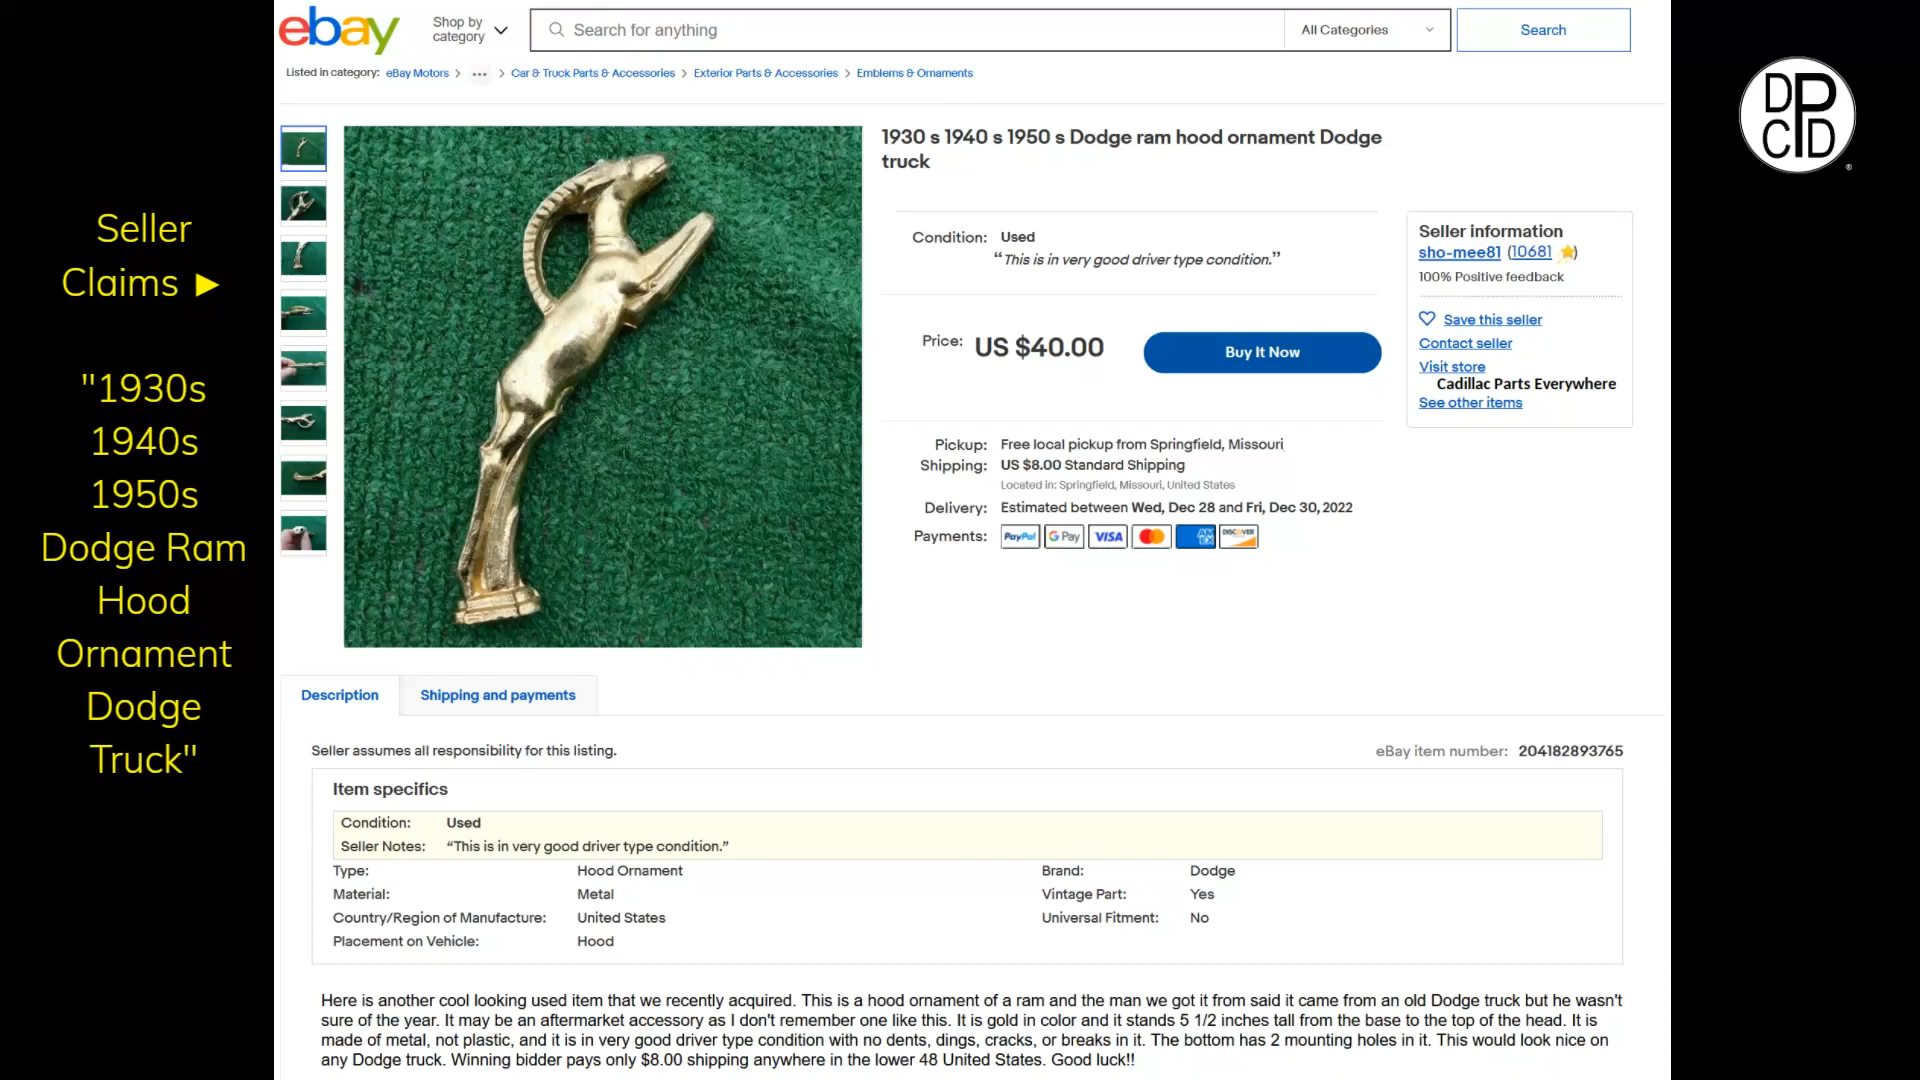 ebay
Shop by
category
Search for anything
All Categories
Search
Listed in category: eBay Motors > ... > Car & Truck Parts & Accessories > Exterior Parts & Accessories > Emblems & Ornaments
DPCD
®
Seller
Claims ►
"1930s
1940s
1950s
Dodge Ram
Hood
Ornament
Dodge
Truck"
1930 s 1940 s 1950 s Dodge ram hood ornament Dodge
truck
Condition: Used
“This is in very good driver type condition.”
Price: US $40.00
Buy It Now
Pickup: Free local pickup from Springfield, Missouri
Shipping: US $8.00 Standard Shipping
Located in: Springfield, Missouri, United States
Delivery: Estimated between Wed, Dec 28 and Fri, Dec 30, 2022
Payments: PayPal G Pay VISA AMEX DISCOVER
Seller information
sho-mee81 (10681)
100% Positive feedback
Save this seller
Contact seller
Visit store
Cadillac Parts Everywhere
See other items
Description
Shipping and payments
Seller assumes all responsibility for this listing.
eBay item number: 204182893765
Item specifics
Condition: Used
Seller Notes: “This is in very good driver type condition.”
Type: Hood Ornament Brand: Dodge
Material: Metal Vintage Part: Yes
Country/Region of Manufacture: United States Universal Fitment: No
Placement on Vehicle: Hood
Here is another cool looking used item that we recently acquired. This is a hood ornament of a ram and the man we got it from said it came from an old Dodge truck but he wasn't
sure of the year. It may be an aftermarket accessory as I don't remember one like this. It is gold in color and it stands 5 1/2 inches tall from the base to the top of the head. It is
made of metal, not plastic, and it is in very good driver type condition with no dents, dings, cracks, or breaks in it. The bottom has 2 mounting holes in it. This would look nice on
any Dodge truck. Winning bidder pays only $8.00 shipping anywhere in the lower 48 United States. Good luck!!